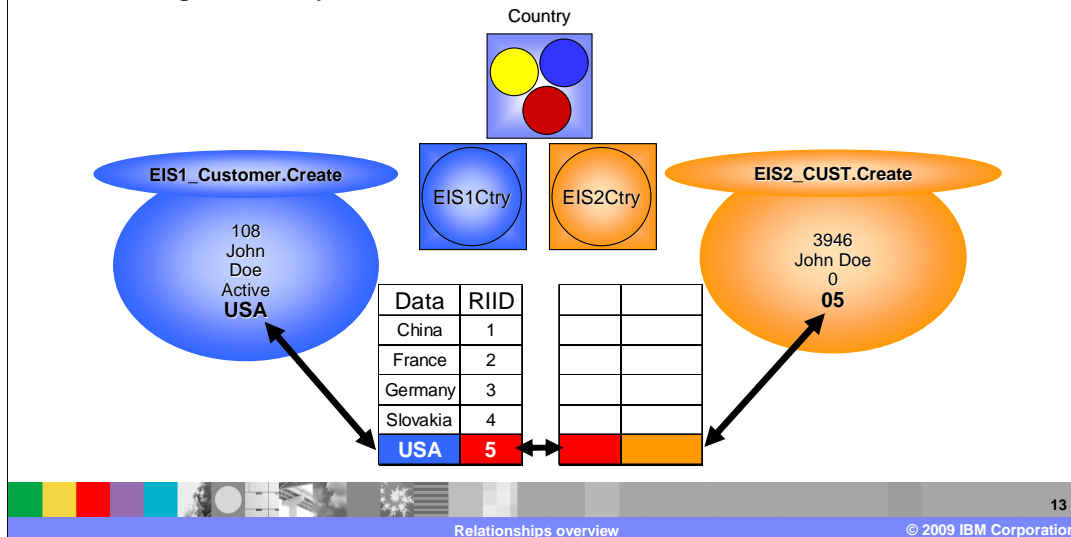 Country
EIS1_Customer.Create
EIS2_CUST.Create
EIS1Ctry
EIS2Ctry
108
John
Doe
Active
USA
3946
John Doe
0
05
Data RIID
China 1
France 2
Germany 3
Slovakia 4
USA 5
13
Relationships overview
© 2009 IBM Corporation